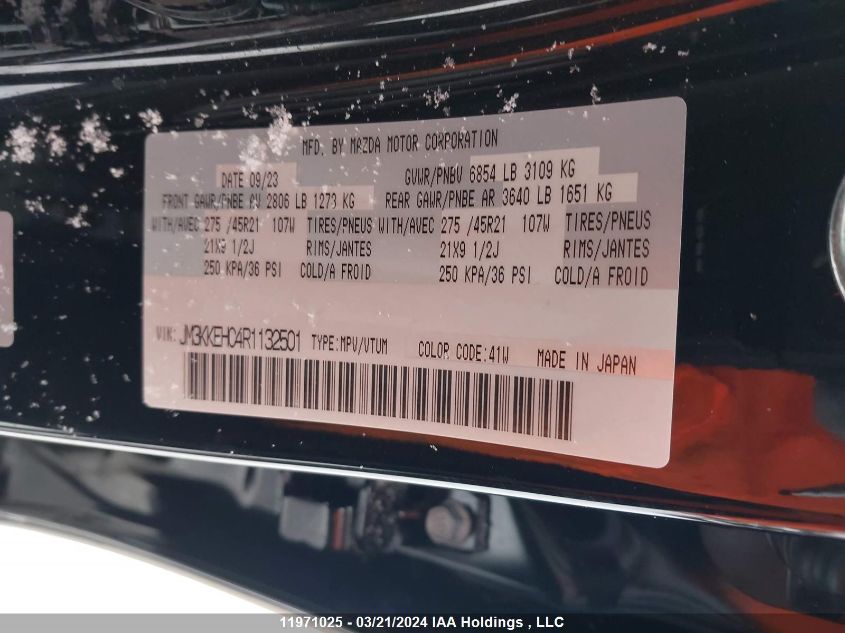 MFD. BY MAZDA MOTOR CORPORATION
DATE 09/23 GVWR/PNBV 6854 LB 3109 KG
FRONT GAWR/PNBE AV 2806 LB 1273 KG REAR GAWR/PNBE AR 3640 LB 1651 KG
WITH/AVEC 275 /45R21 107W TIRES/PNEUS WITH/AVEC 275 /45R21 107W TIRES/PNEUS
21X9 1/2J RIMS/JANTES 21X9 1/2J RIMS/JANTES
250 KPA/36 PSI COLD/A FROID 250 KPA/36 PSI COLD/A FROID
VIN: JM3KKEHC4R1132501 TYPE:MPV/VTUM COLOR CODE:41W MADE IN JAPAN
11971025 - 03/21/2024 IAA Holdings , LLC